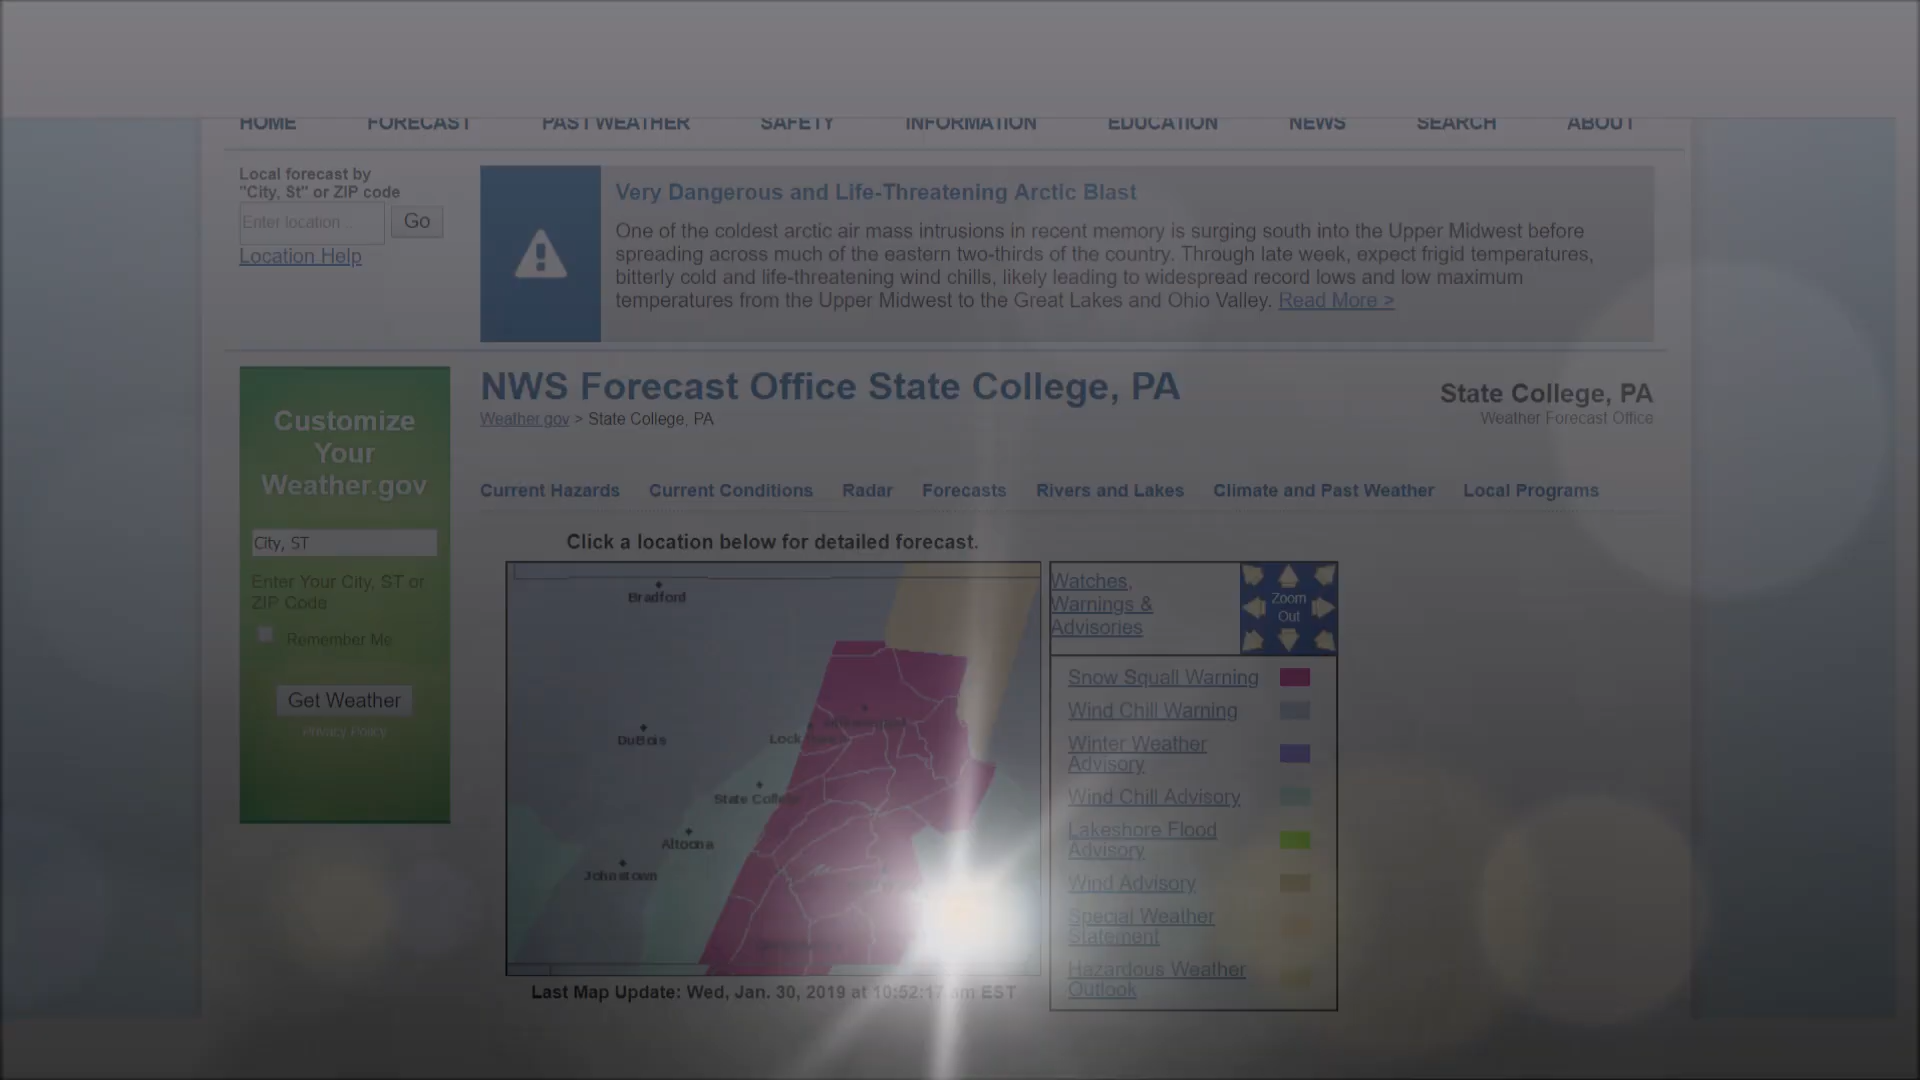 HOME FORECAST PAST WEATHER SAFETY INFORMATION EDUCATION NEWS SEARCH ABOUT
Local forecast by
"City, St" or ZIP code
Enter location ...
Go
Location Help
Very Dangerous and Life-Threatening Arctic Blast
One of the coldest arctic air mass intrusions in recent memory is surging south into the Upper Midwest before
spreading across much of the eastern two-thirds of the country. Through late week, expect frigid temperatures,
bitterly cold and life-threatening wind chills, likely leading to widespread record lows and low maximum
temperatures from the Upper Midwest to the Great Lakes and Ohio Valley. Read More >
Customize
Your
Weather.gov
City, ST
Enter Your City, ST or
ZIP Code
Remember Me
Get Weather
Privacy Policy
NWS Forecast Office State College, PA
Weather.gov > State College, PA
State College, PA
Weather Forecast Office
Current Hazards Current Conditions Radar Forecasts Rivers and Lakes Climate and Past Weather Local Programs
Click a location below for detailed forecast.
Bradford
DuBois
Lock
State College
Altoona
Johnstown
Last Map Update: Wed, Jan. 30, 2019 at 10:52:17 am EST
Watches,
Warnings &
Advisories
Zoom
Out
Snow Squall Warning
Wind Chill Warning
Winter Weather
Advisory
Wind Chill Advisory
Lakeshore Flood
Advisory
Wind Advisory
Special Weather
Statement
Hazardous Weather
Outlook